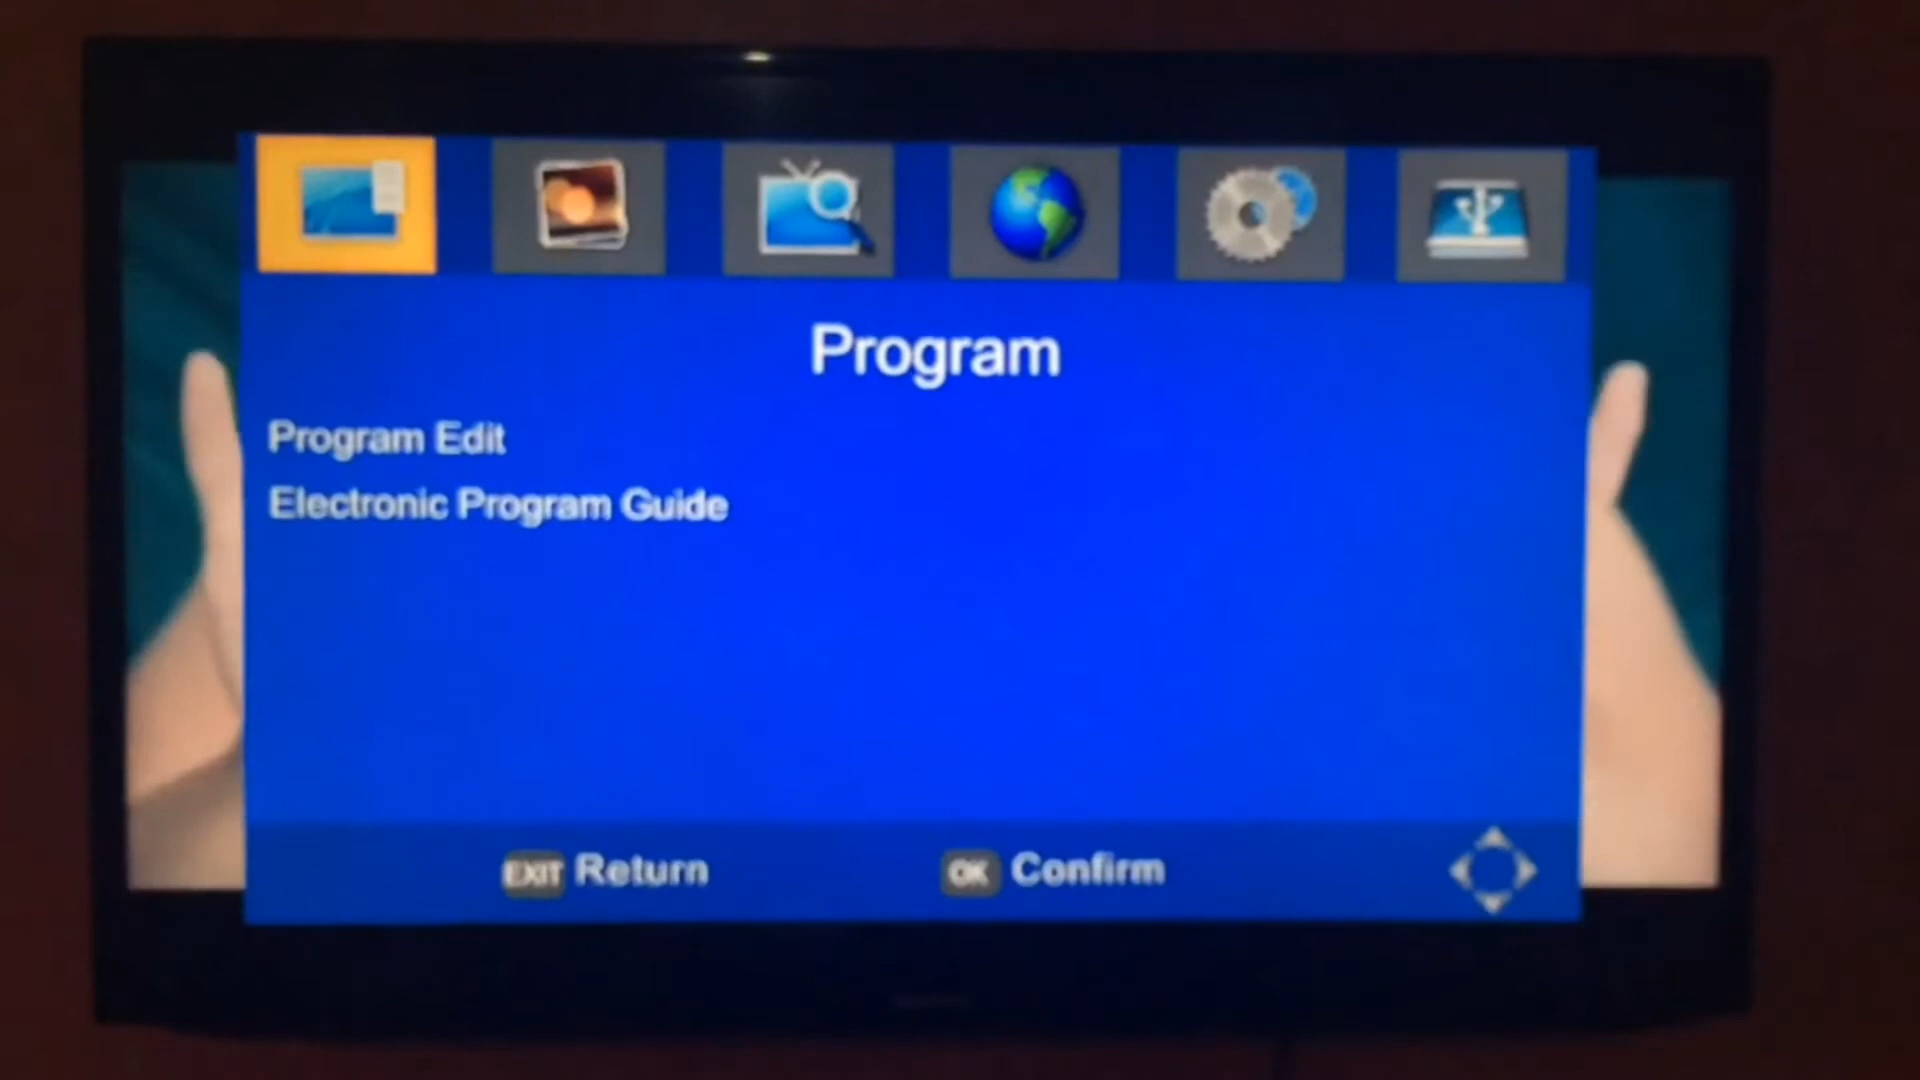 Program
Program Edit
Electronic Program Guide
EXIT Return
OK Confirm